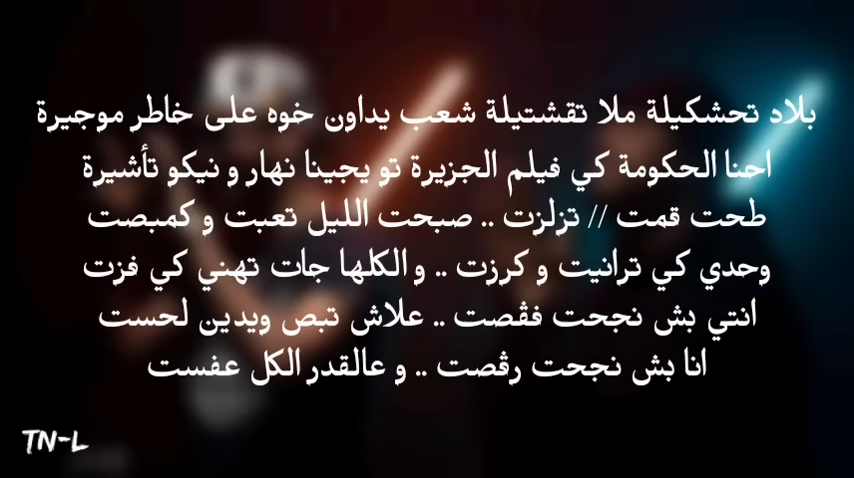 بلاد تحشكيلة ملا تقشتيلة شعب يداون خوه على خاطر موجيرة
احنا الحكومة كي فيلم الجزيرة تو يجينا نهار و نيكو تأشيرة
طحت قمت // تزلزت .. صبحت الليل تعبت و كمبصت
وحدي كي ترانيت و كرزت .. و الكلها جات تهني كي فزت
انتي بش نجحت فڨصت .. علاش تبص ويدين لحست
انا بش نجحت رڨصت .. و عالقدر الكل عفست
TN-L